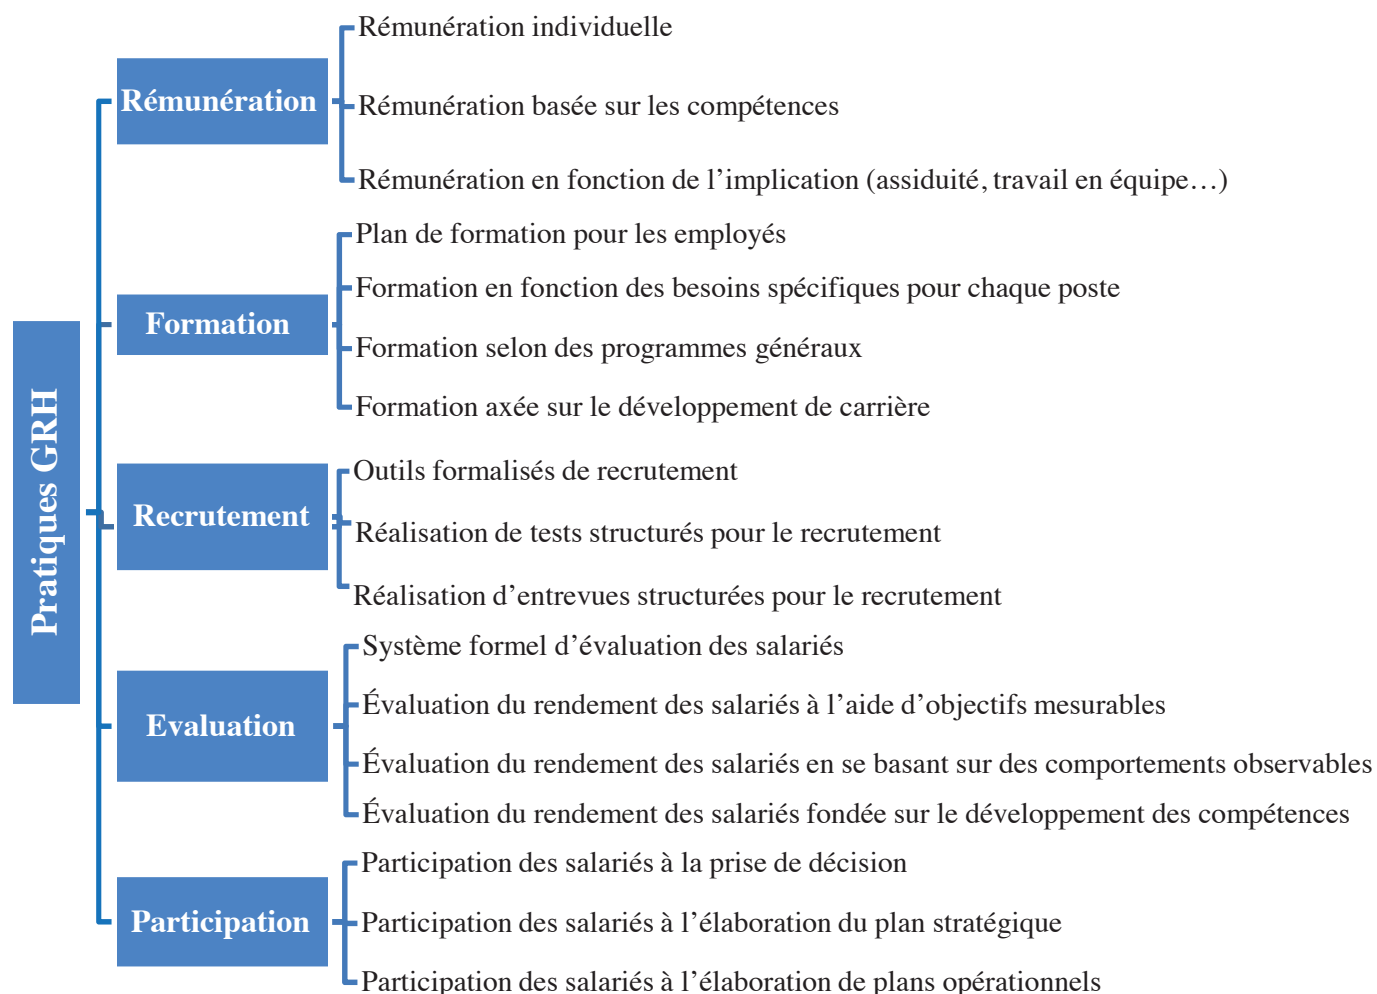 Pratiques GRH
Rémunération
Rémunération individuelle
Rémunération basée sur les compétences
Rémunération en fonction de l’implication (assiduité, travail en équipe…)
Formation
Plan de formation pour les employés
Formation en fonction des besoins spécifiques pour chaque poste
Formation selon des programmes généraux
Formation axée sur le développement de carrière
Recrutement
Outils formalisés de recrutement
Réalisation de tests structurés pour le recrutement
Réalisation d’entrevues structurées pour le recrutement
Evaluation
Système formel d’évaluation des salariés
Évaluation du rendement des salariés à l’aide d’objectifs mesurables
Évaluation du rendement des salariés en se basant sur des comportements observables
Évaluation du rendement des salariés fondée sur le développement des compétences
Participation
Participation des salariés à la prise de décision
Participation des salariés à l’élaboration du plan stratégique
Participation des salariés à l’élaboration de plans opérationnels